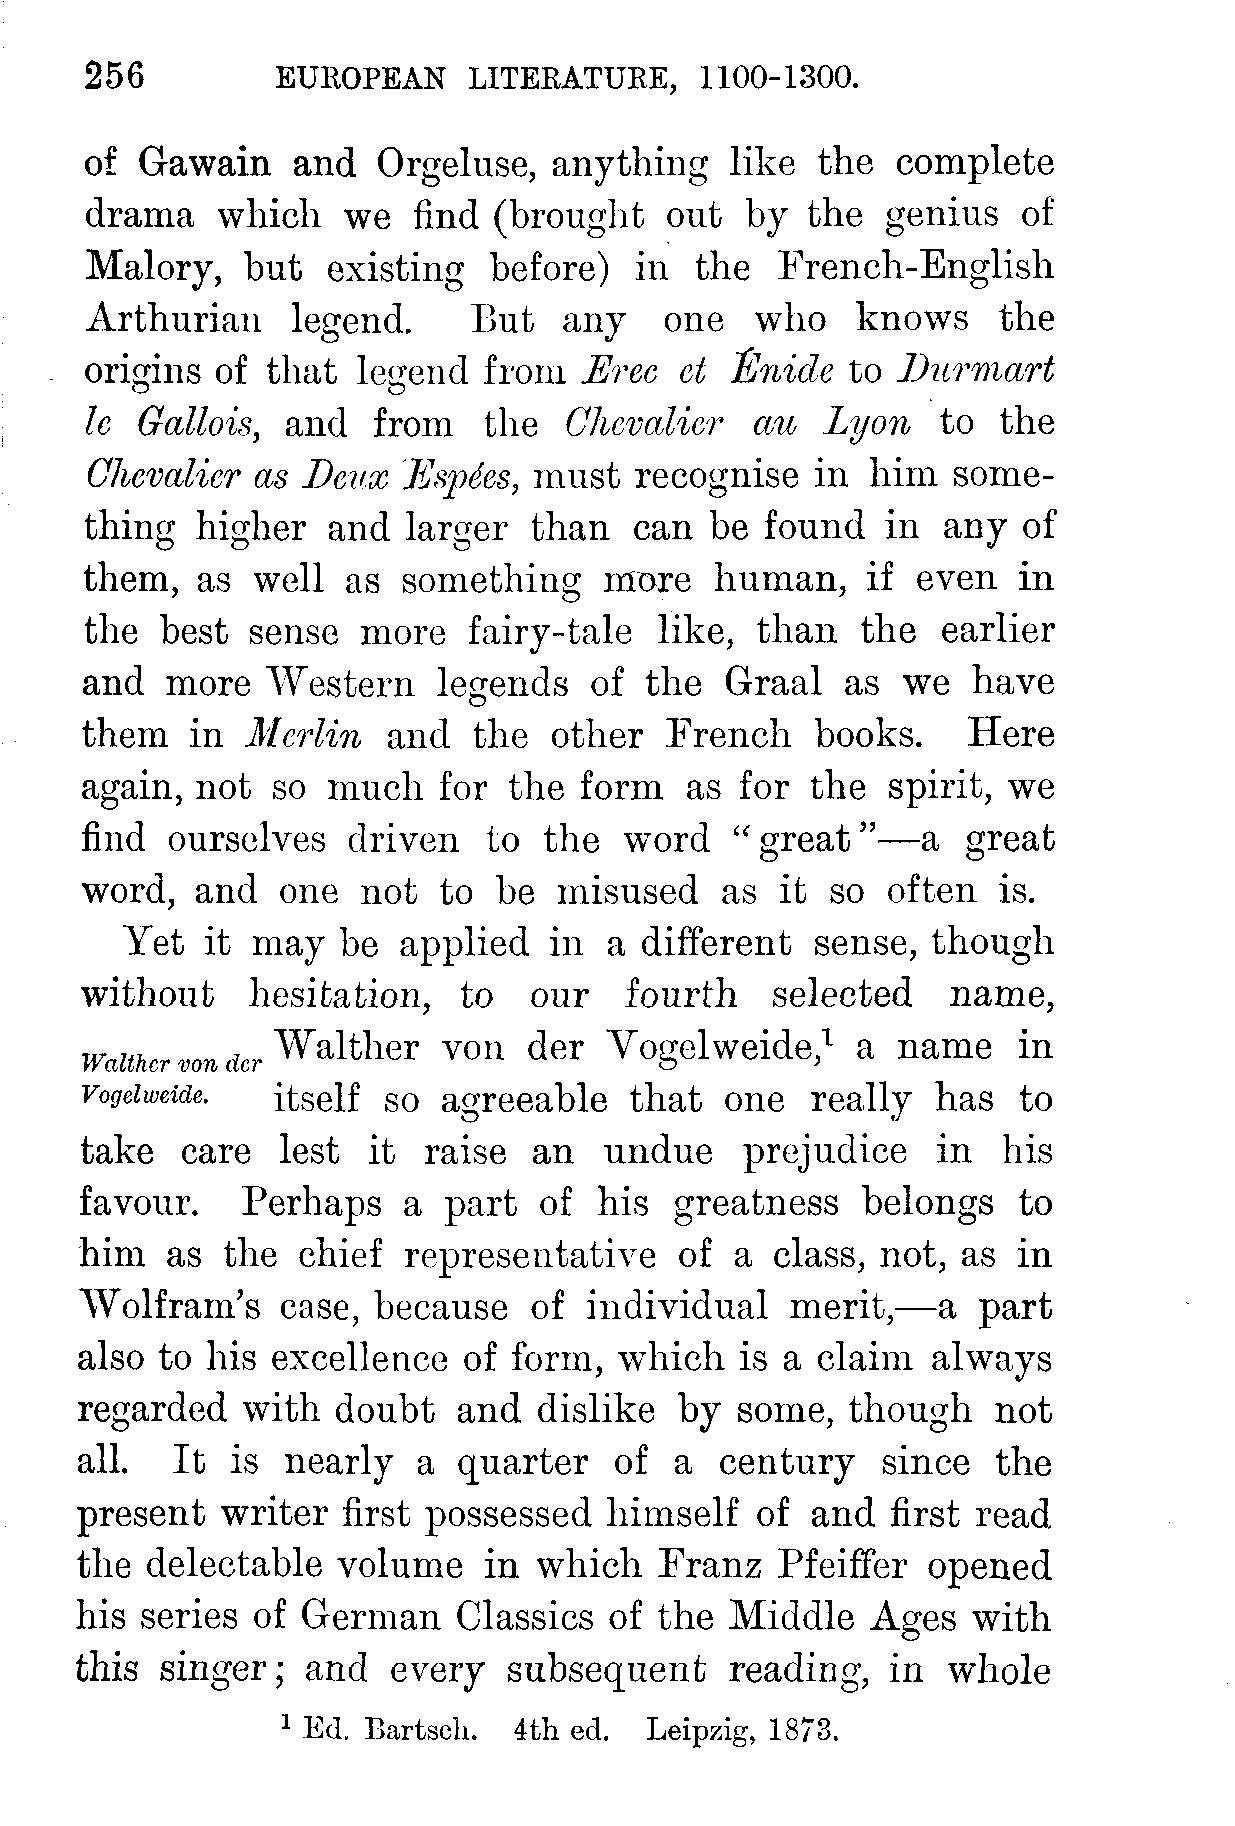 256 EUROPEAN LITERATURE, 1100-1300.
of Gawain and Orgeluse, anything like the complete
drama which we find (brought out by the genius of
Malory, but existing before) in the French-English
Arthurian legend. But any one who knows the
origins of that legend from Erec et Énide to Durmart
le Gallois, and from the Chevalier au Lyon to the
Chevalier as Deux Espées, must recognise in him some-
thing higher and larger than can be found in any of
them, as well as something more human, if even in
the best sense more fairy-tale like, than the earlier
and more Western legends of the Graal as we have
them in Merlin and the other French books. Here
again, not so much for the form as for the spirit, we
find ourselves driven to the word "great"—a great
word, and one not to be misused as it so often is.
Yet it may be applied in a different sense, though
without hesitation, to our fourth selected name,
Walther von der Walther von der Vogelweide,¹ a name in
Vogelweide. itself so agreeable that one really has to
take care lest it raise an undue prejudice in his
favour. Perhaps a part of his greatness belongs to
him as the chief representative of a class, not, as in
Wolfram's case, because of individual merit,—a part
also to his excellence of form, which is a claim always
regarded with doubt and dislike by some, though not
all. It is nearly a quarter of a century since the
present writer first possessed himself of and first read
the delectable volume in which Franz Pfeiffer opened
his series of German Classics of the Middle Ages with
this singer; and every subsequent reading, in whole
¹ Ed. Bartsch. 4th ed. Leipzig, 1873.